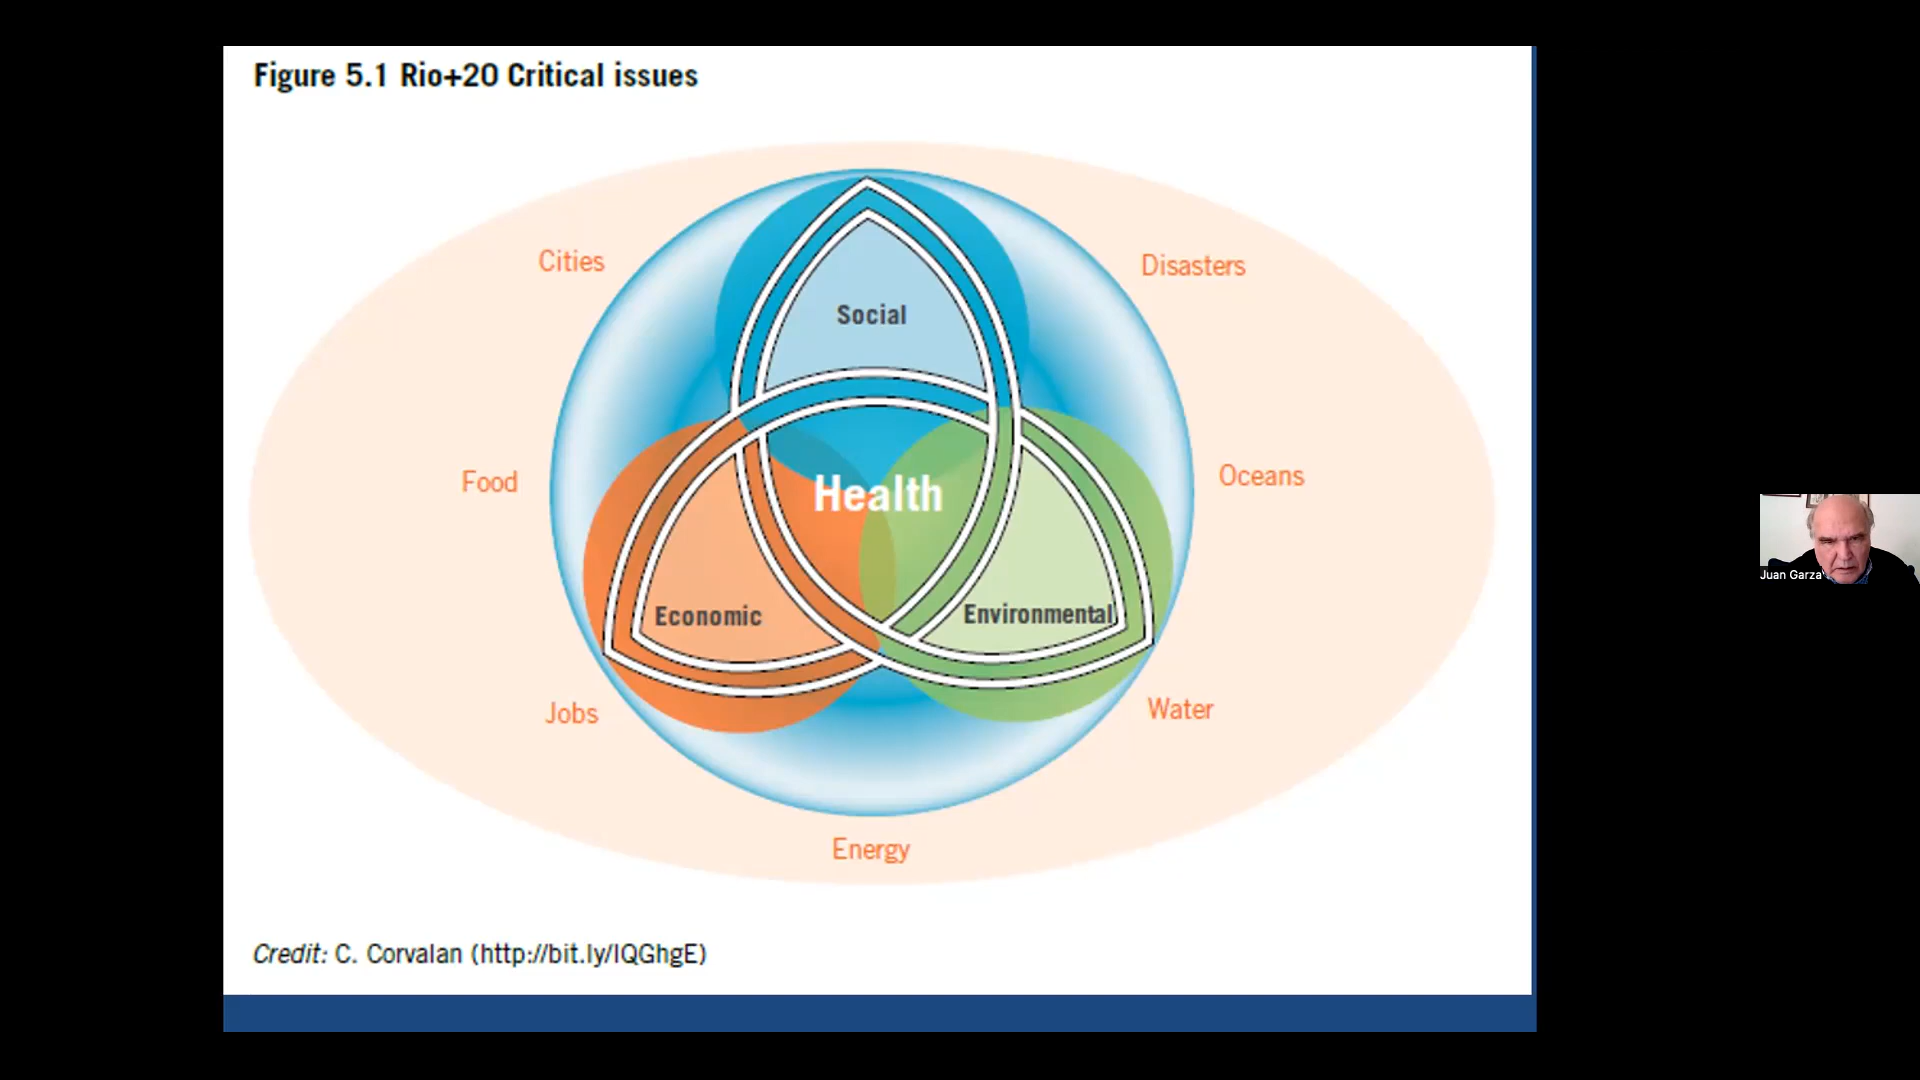 Figure 5.1 Rio+20 Critical issues
Cities
Disasters
Social
Food
Health
Oceans
Economic
Environmental
Jobs
Water
Energy
Credit: C. Corvalan (http://bit.ly/IQGhgE)
Juan Garza